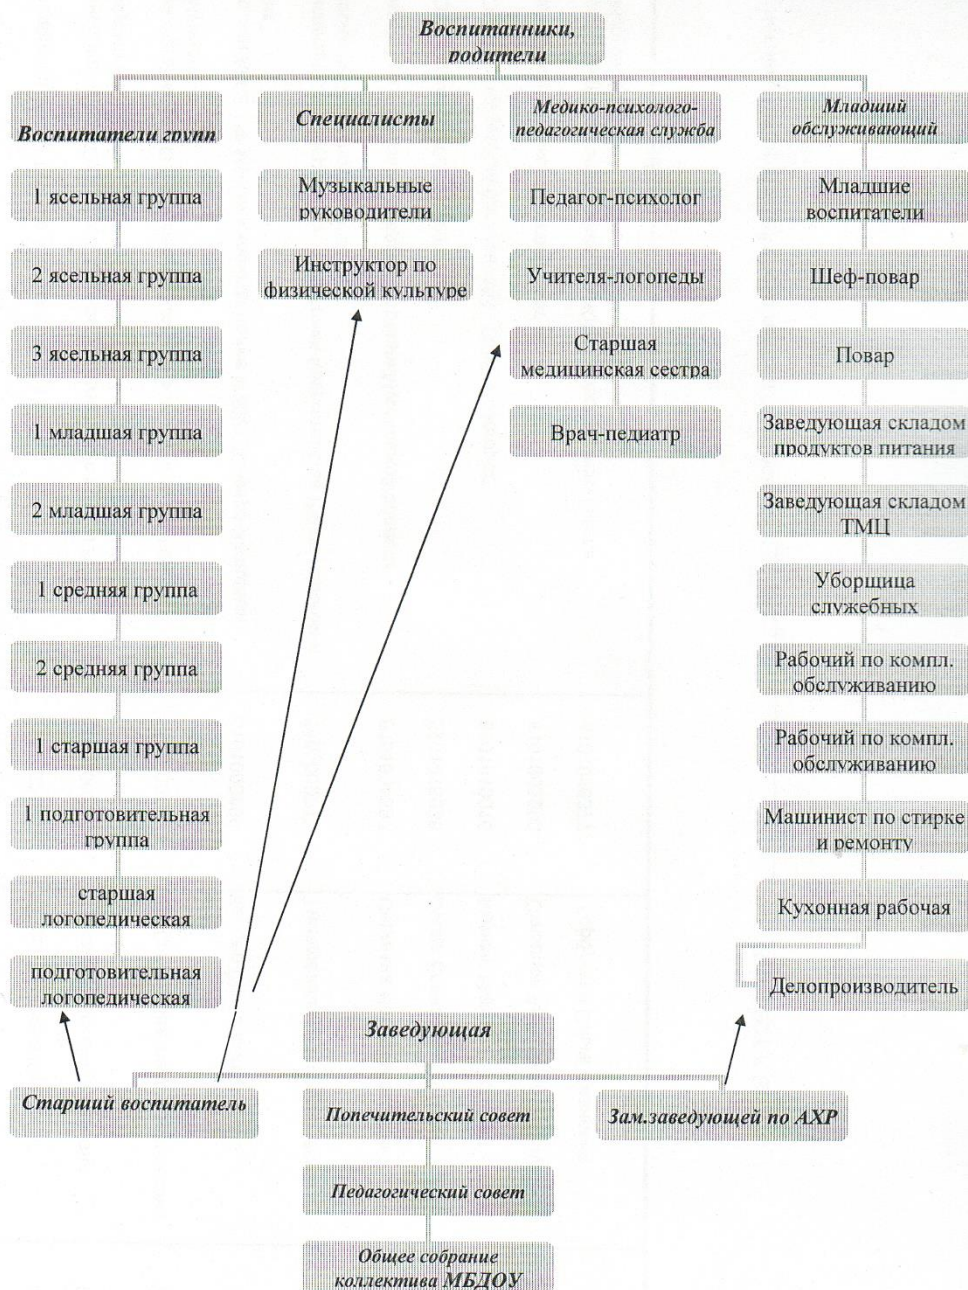 Воспитанники,
родители
Воспитатели групп
1 ясельная группа
2 ясельная группа
3 ясельная группа
1 младшая группа
2 младшая группа
1 средняя группа
2 средняя группа
1 старшая группа
1 подготовительная
группа
старшая
логопедическая
подготовительная
логопедическая
Специалисты
Музыкальные
руководители
Инструктор по
физической культуре
Медико-психолого-
педагогическая служба
Педагог-психолог
Учителя-логопеды
Старшая
медицинская сестра
Врач-педиатр
Младший
обслуживающий
Младшие
воспитатели
Шеф-повар
Повар
Заведующая складом
продуктов питания
Заведующая складом
ТМЦ
Уборщица
служебных
Рабочий по компл.
обслуживанию
Рабочий по компл.
обслуживанию
Машинист по стирке
и ремонту
Кухонная рабочая
Делопроизводитель
Заведующая
Старший воспитатель
Попечительский совет
Зам.заведующей по АХР
Педагогический совет
Общее собрание
коллектива МБДОУ